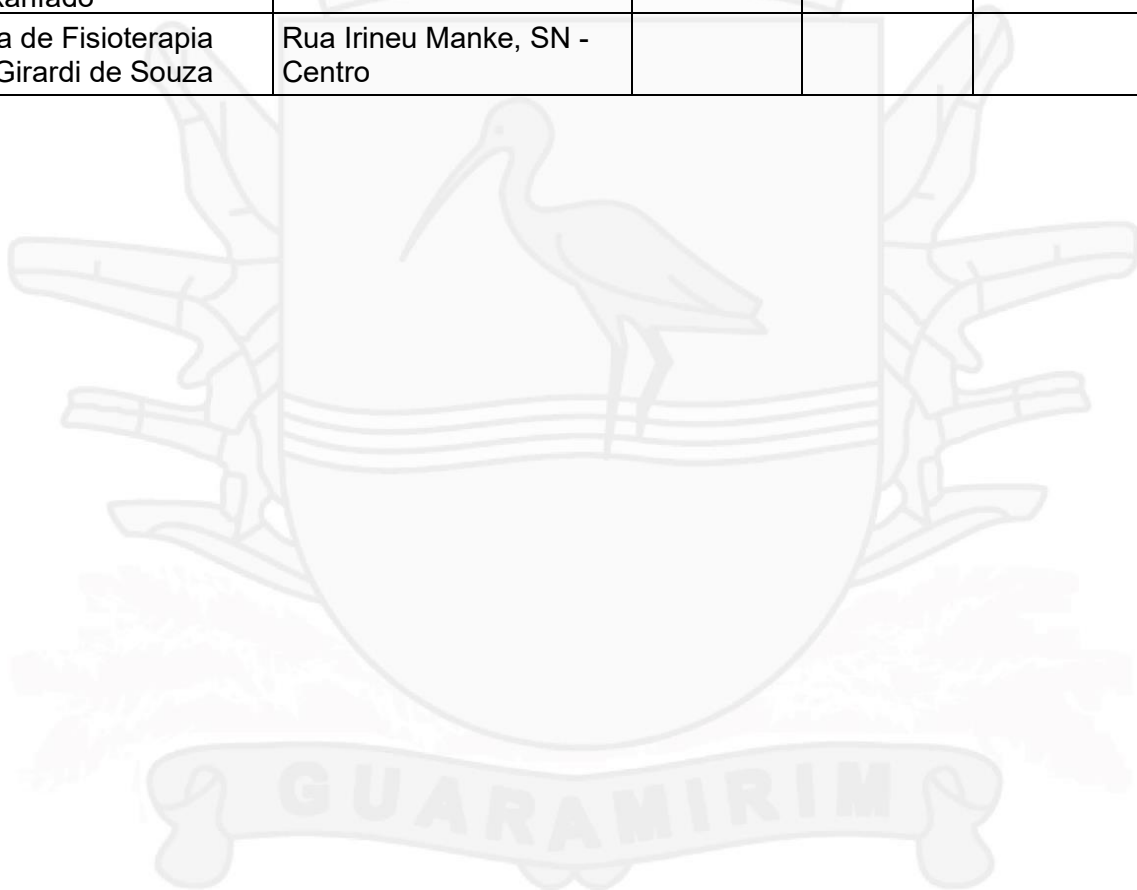 a de Fisioterapia
Girardi de Souza
Rua Irineu Manke, SN -
Centro
GUARAMIRIM